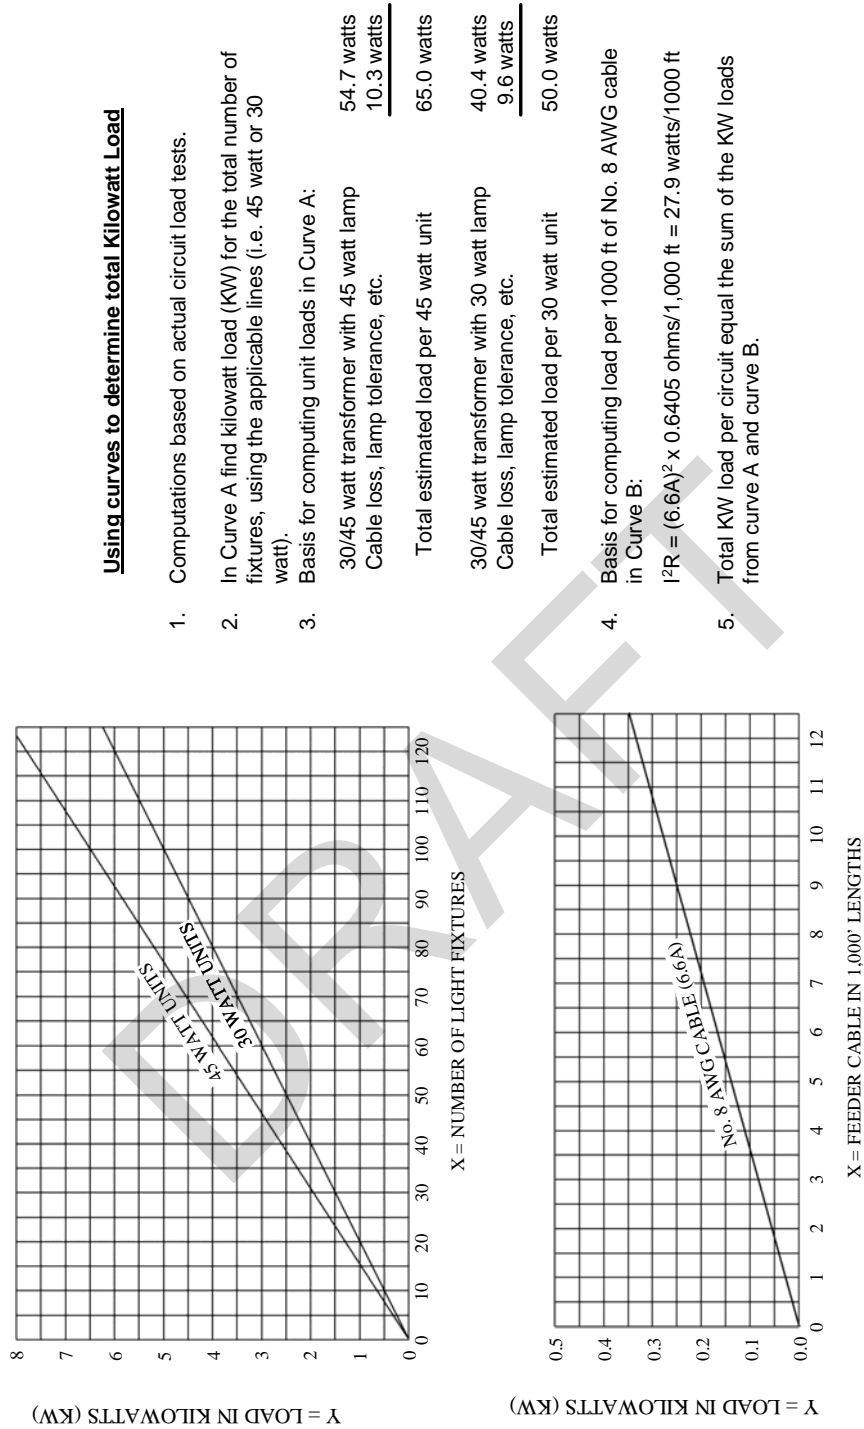 Using curves to determine total Kilowatt Load
1. Computations based on actual circuit load tests.
2. In Curve A find kilowatt load (KW) for the total number of
fixtures, using the applicable lines (i.e. 45 watt or 30
watt).
3. Basis for computing unit loads in Curve A:
30/45 watt transformer with 45 watt lamp 54.7 watts
Cable loss, lamp tolerance, etc. 10.3 watts
Total estimated load per 45 watt unit 65.0 watts
30/45 watt transformer with 30 watt lamp 40.4 watts
Cable loss, lamp tolerance, etc. 9.6 watts
Total estimated load per 30 watt unit 50.0 watts
4. Basis for computing load per 1000 ft of No. 8 AWG cable
in Curve B:
I²R = (6.6A)² x 0.6405 ohms/1,000 ft = 27.9 watts/1000 ft
5. Total KW load per circuit equal the sum of the KW loads
from curve A and curve B.
Y = LOAD IN KILOWATTS (KW)
8
7
6
5
4
3
2
1
0
45 WATT UNITS
30 WATT UNITS
0 10 20 30 40 50 60 70 80 90 100 110 120
X = NUMBER OF LIGHT FIXTURES
Y = LOAD IN KILOWATTS (KW)
0.5
0.4
0.3
0.2
0.1
0.0
No. 8 AWG CABLE (6.6A)
0 1 2 3 4 5 6 7 8 9 10 11 12
X = FEEDER CABLE IN 1,000' LENGTHS
DRAFT